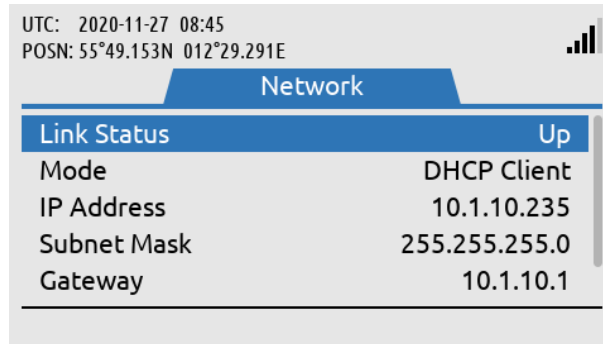 UTC: 2020-11-27 08:45
POSN: 55°49.153N 012°29.291E
Network
Link Status Up
Mode DHCP Client
IP Address 10.1.10.235
Subnet Mask 255.255.255.0
Gateway 10.1.10.1